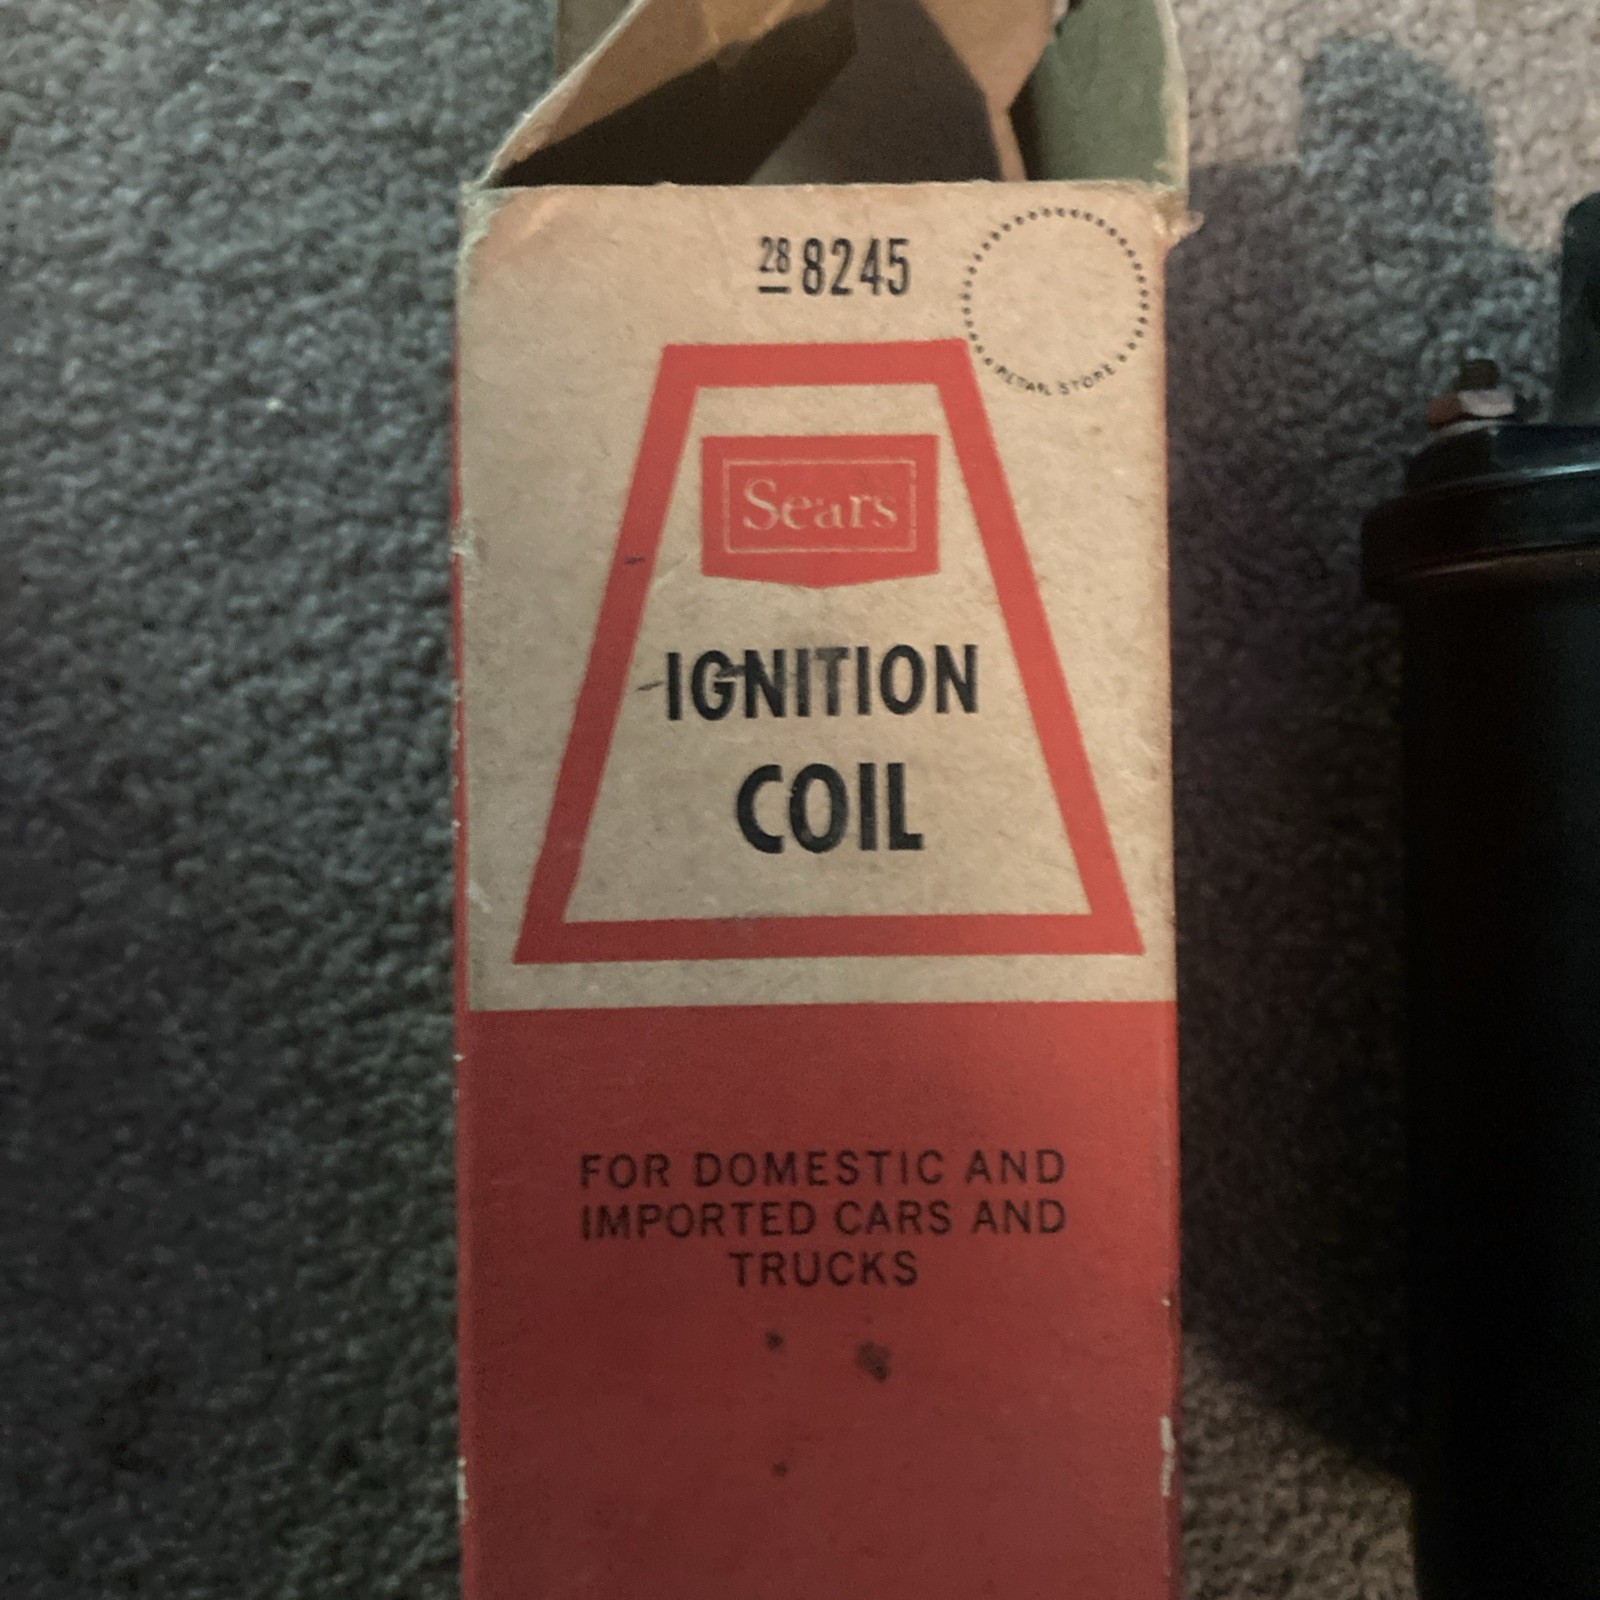 28 8245
RETAIL STORE
Sears
IGNITION
COIL
FOR DOMESTIC AND
IMPORTED CARS AND
TRUCKS